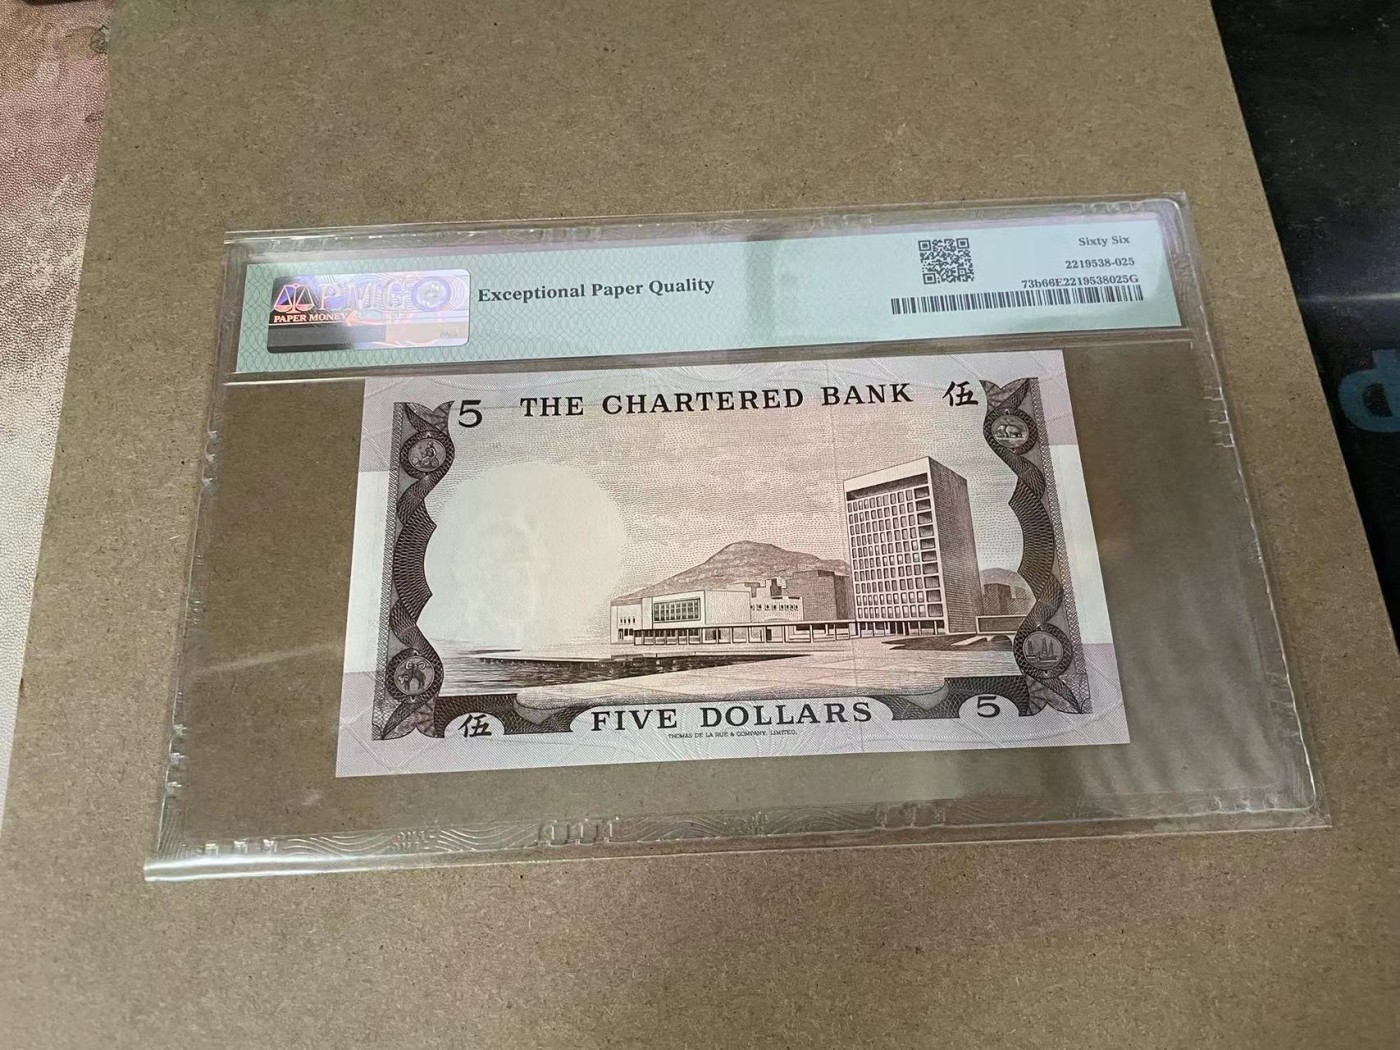 PMG
PAPER MONEY
Exceptional Paper Quality
Sixty Six
2219538-025
73b66E2219538025G
5 THE CHARTERED BANK 伍
伍 FIVE DOLLARS 5
THOMAS DE LA RUE & COMPANY, LIMITED.